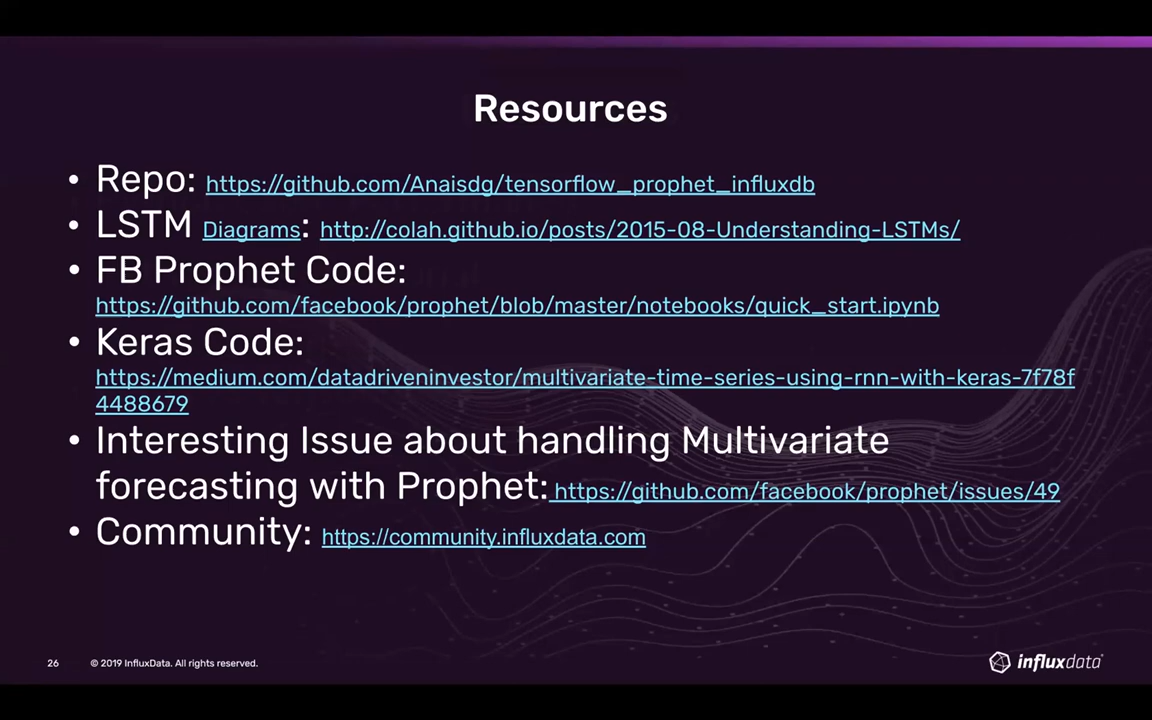 Resources
• Repo: https://github.com/Anaisdg/tensorflow_prophet_influxdb
• LSTM Diagrams: http://colah.github.io/posts/2015-08-Understanding-LSTMs/
• FB Prophet Code:
https://github.com/facebook/prophet/blob/master/notebooks/quick_start.ipynb
• Keras Code:
https://medium.com/datadriveninvestor/multivariate-time-series-using-rnn-with-keras-7f78f
4488679
• Interesting Issue about handling Multivariate
forecasting with Prophet: https://github.com/facebook/prophet/issues/49
• Community: https://community.influxdata.com
26 © 2019 InfluxData. All rights reserved.
influxdata